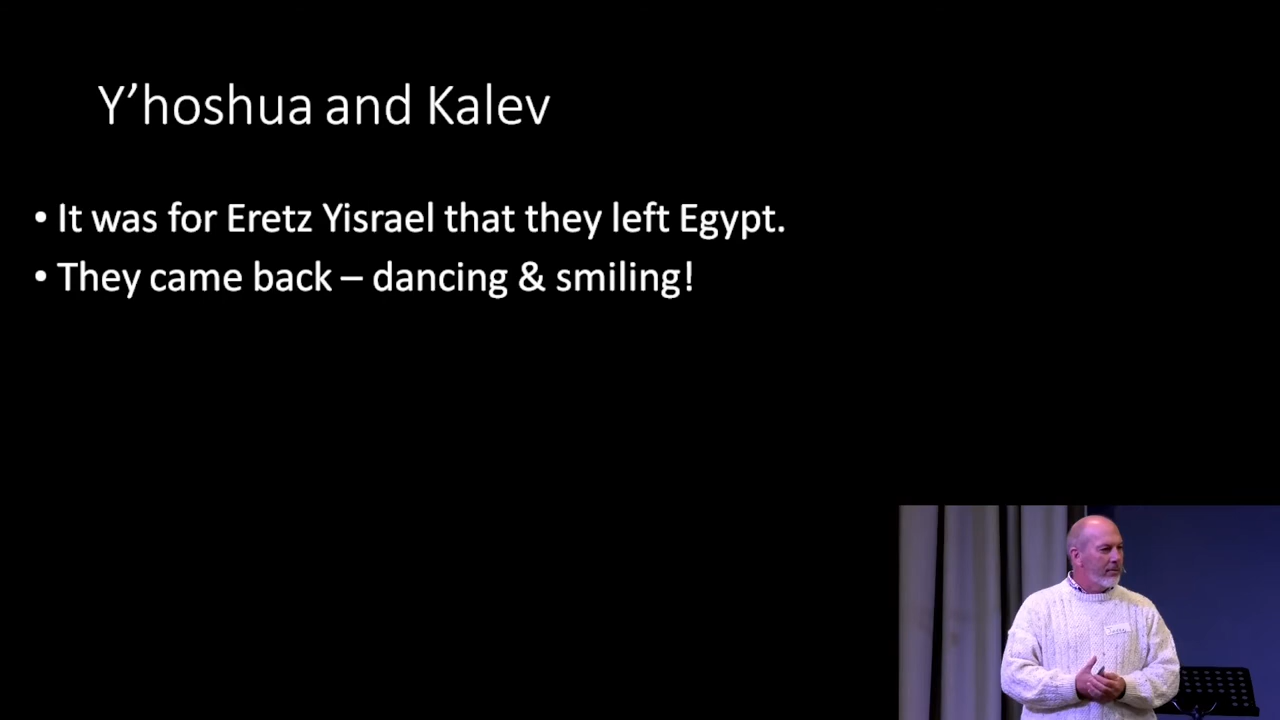 Y’hoshua and Kalev
• It was for Eretz Yisrael that they left Egypt.
• They came back – dancing & smiling!